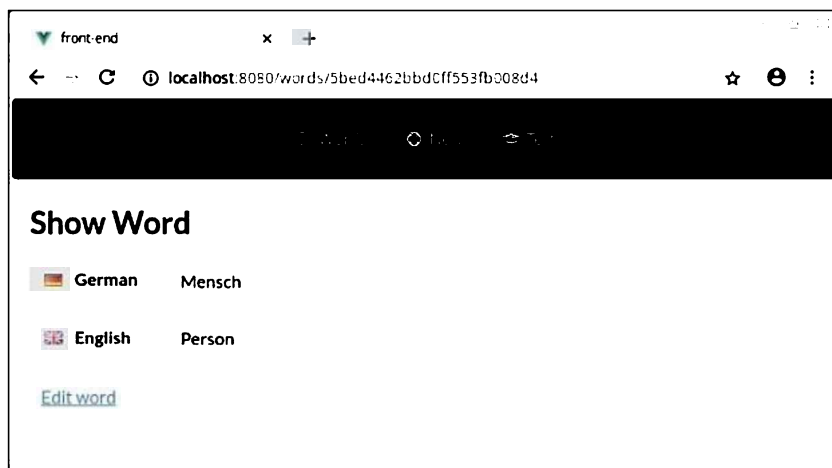 front-end
localhost:8080/words/5bed4462bbd0ff553fb008d4
Show Word
German Mensch
English Person
Edit word